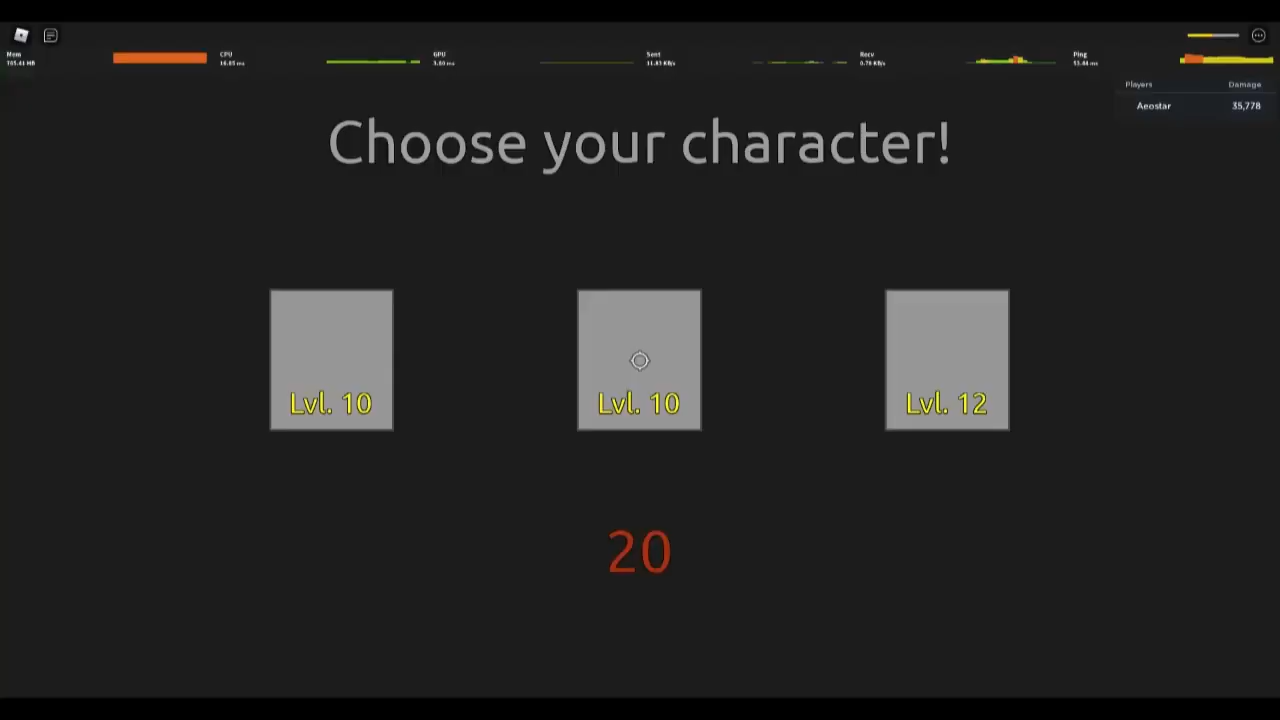 Mem CPU GPU Sent Recv Ping
Players Damage
Aeostar 35,778
Choose your character!
Lvl. 10 Lvl. 10 Lvl. 12
20